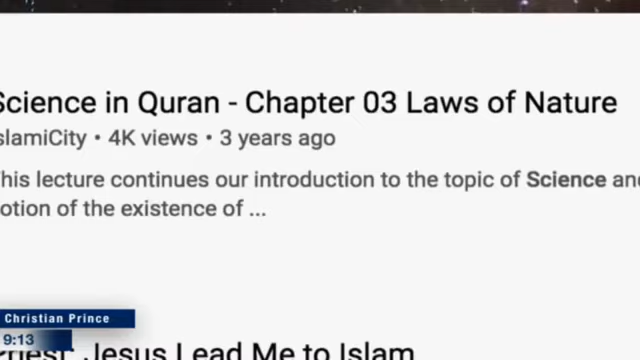 Science in Quran - Chapter 03 Laws of Nature
slamiCity • 4K views • 3 years ago
his lecture continues our introduction to the topic of Science and
otion of the existence of ...
Christian Prince
9:13
Priest: Jesus Lead Me to Islam